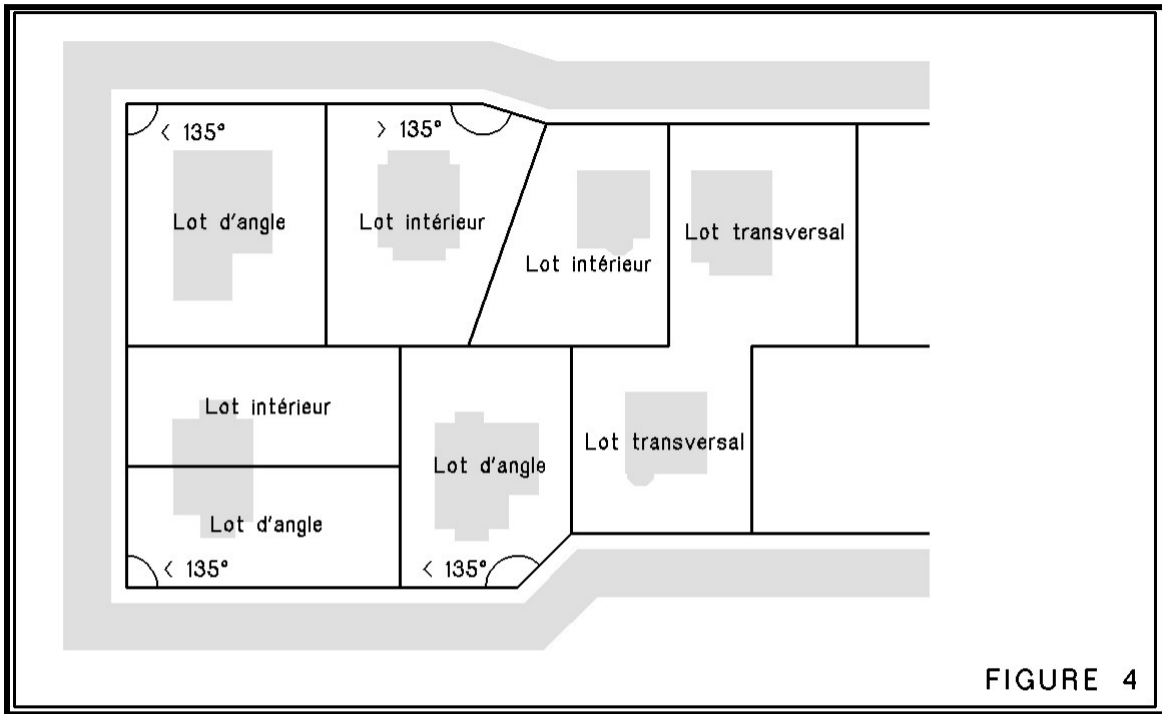 < 135°
> 135°
Lot d'angle
Lot intérieur
Lot intérieur
Lot transversal
Lot intérieur
Lot d'angle
Lot transversal
Lot d'angle
< 135°
< 135°
FIGURE 4